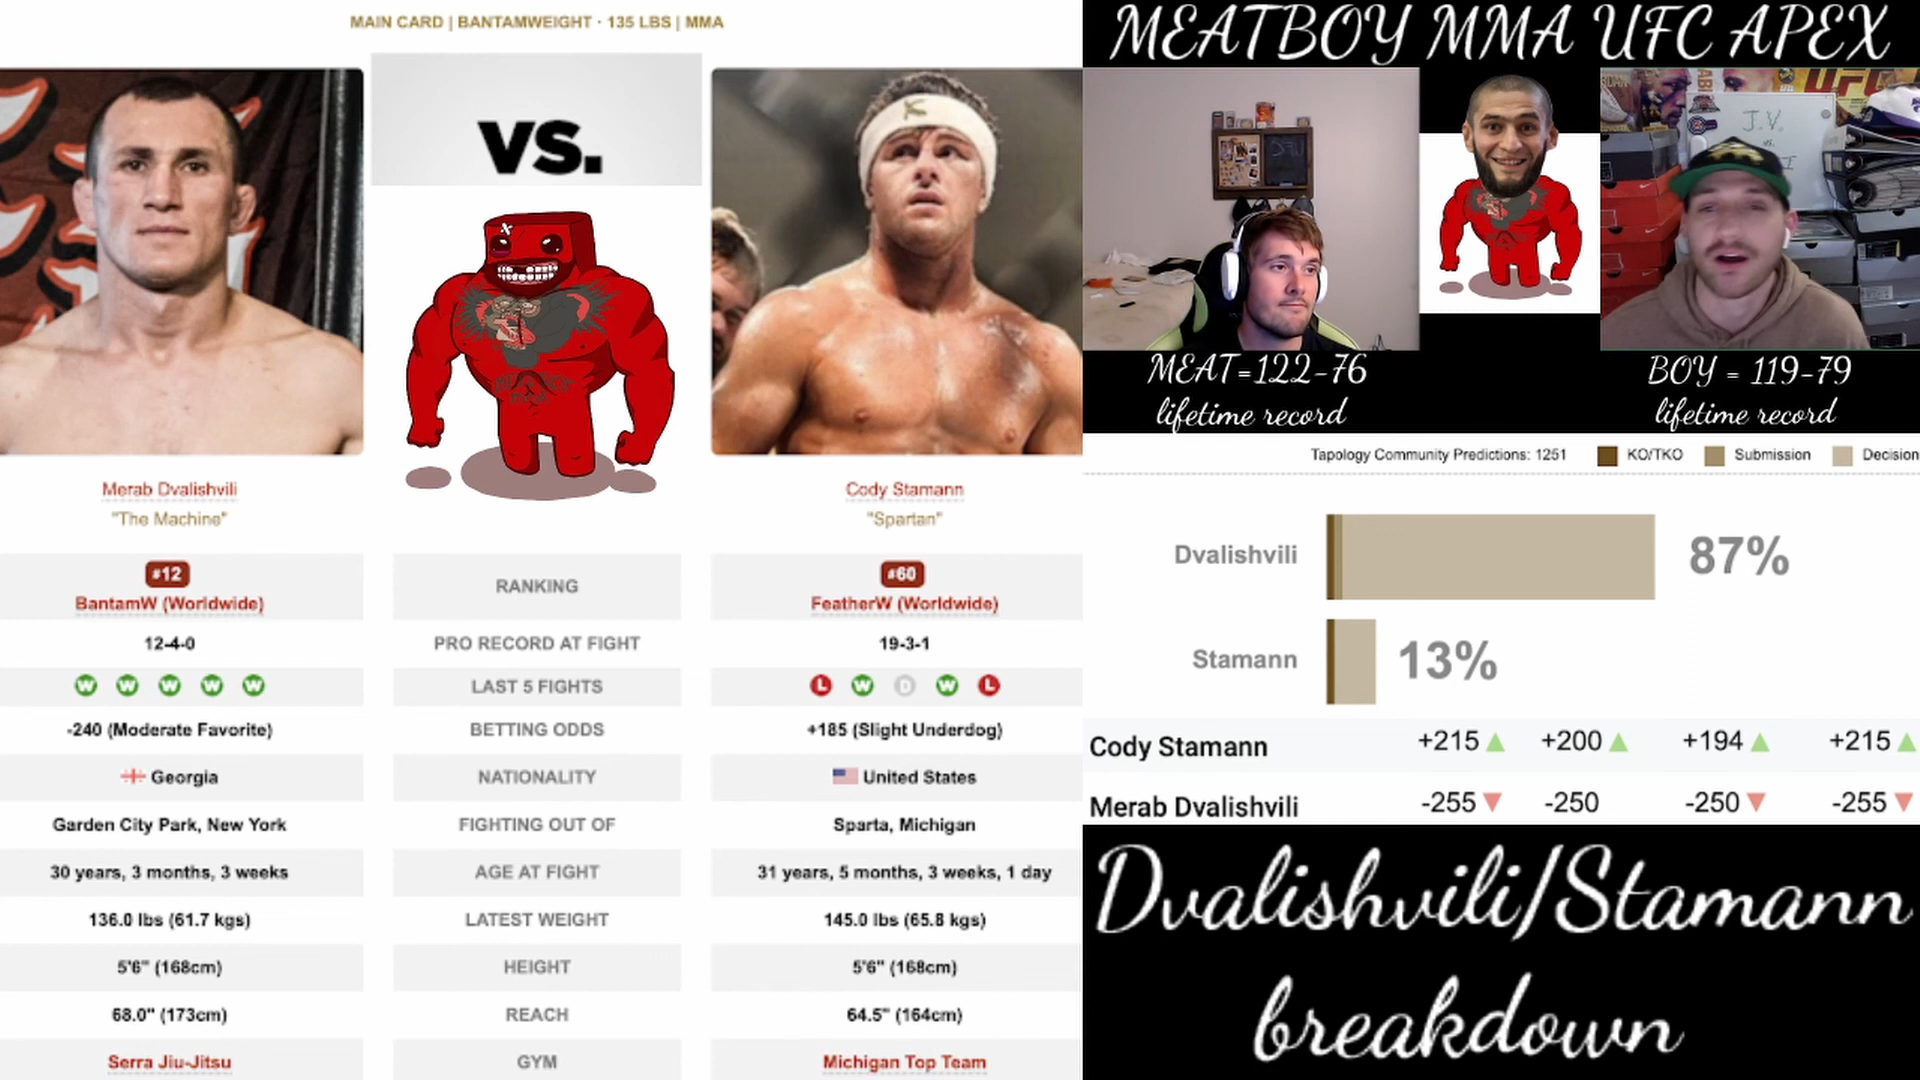 MAIN CARD | BANTAMWEIGHT · 135 LBS | MMA
VS.
Merab Dvalishvili
"The Machine"
Cody Stamann
"Spartan"
#12
BantamW (Worldwide)
RANKING
#60
FeatherW (Worldwide)
12-4-0
PRO RECORD AT FIGHT
19-3-1
W W W W W
LAST 5 FIGHTS
L W D W L
-240 (Moderate Favorite)
BETTING ODDS
+185 (Slight Underdog)
Georgia
NATIONALITY
United States
Garden City Park, New York
FIGHTING OUT OF
Sparta, Michigan
30 years, 3 months, 3 weeks
AGE AT FIGHT
31 years, 5 months, 3 weeks, 1 day
136.0 lbs (61.7 kgs)
LATEST WEIGHT
145.0 lbs (65.8 kgs)
5'6" (168cm)
HEIGHT
5'6" (168cm)
68.0" (173cm)
REACH
64.5" (164cm)
Serra Jiu-Jitsu
GYM
Michigan Top Team
MEATBOY MMA UFC APEX
UFC
J.V.
vs.
MEAT=122-76
lifetime record
BOY = 119-79
lifetime record
Tapology Community Predictions: 1251
KO/TKO
Submission
Decision
Dvalishvili
87%
Stamann
13%
Cody Stamann +215 +200 +194 +215
Merab Dvalishvili -255 -250 -250 -255
Dvalishvili/Stamann
breakdown